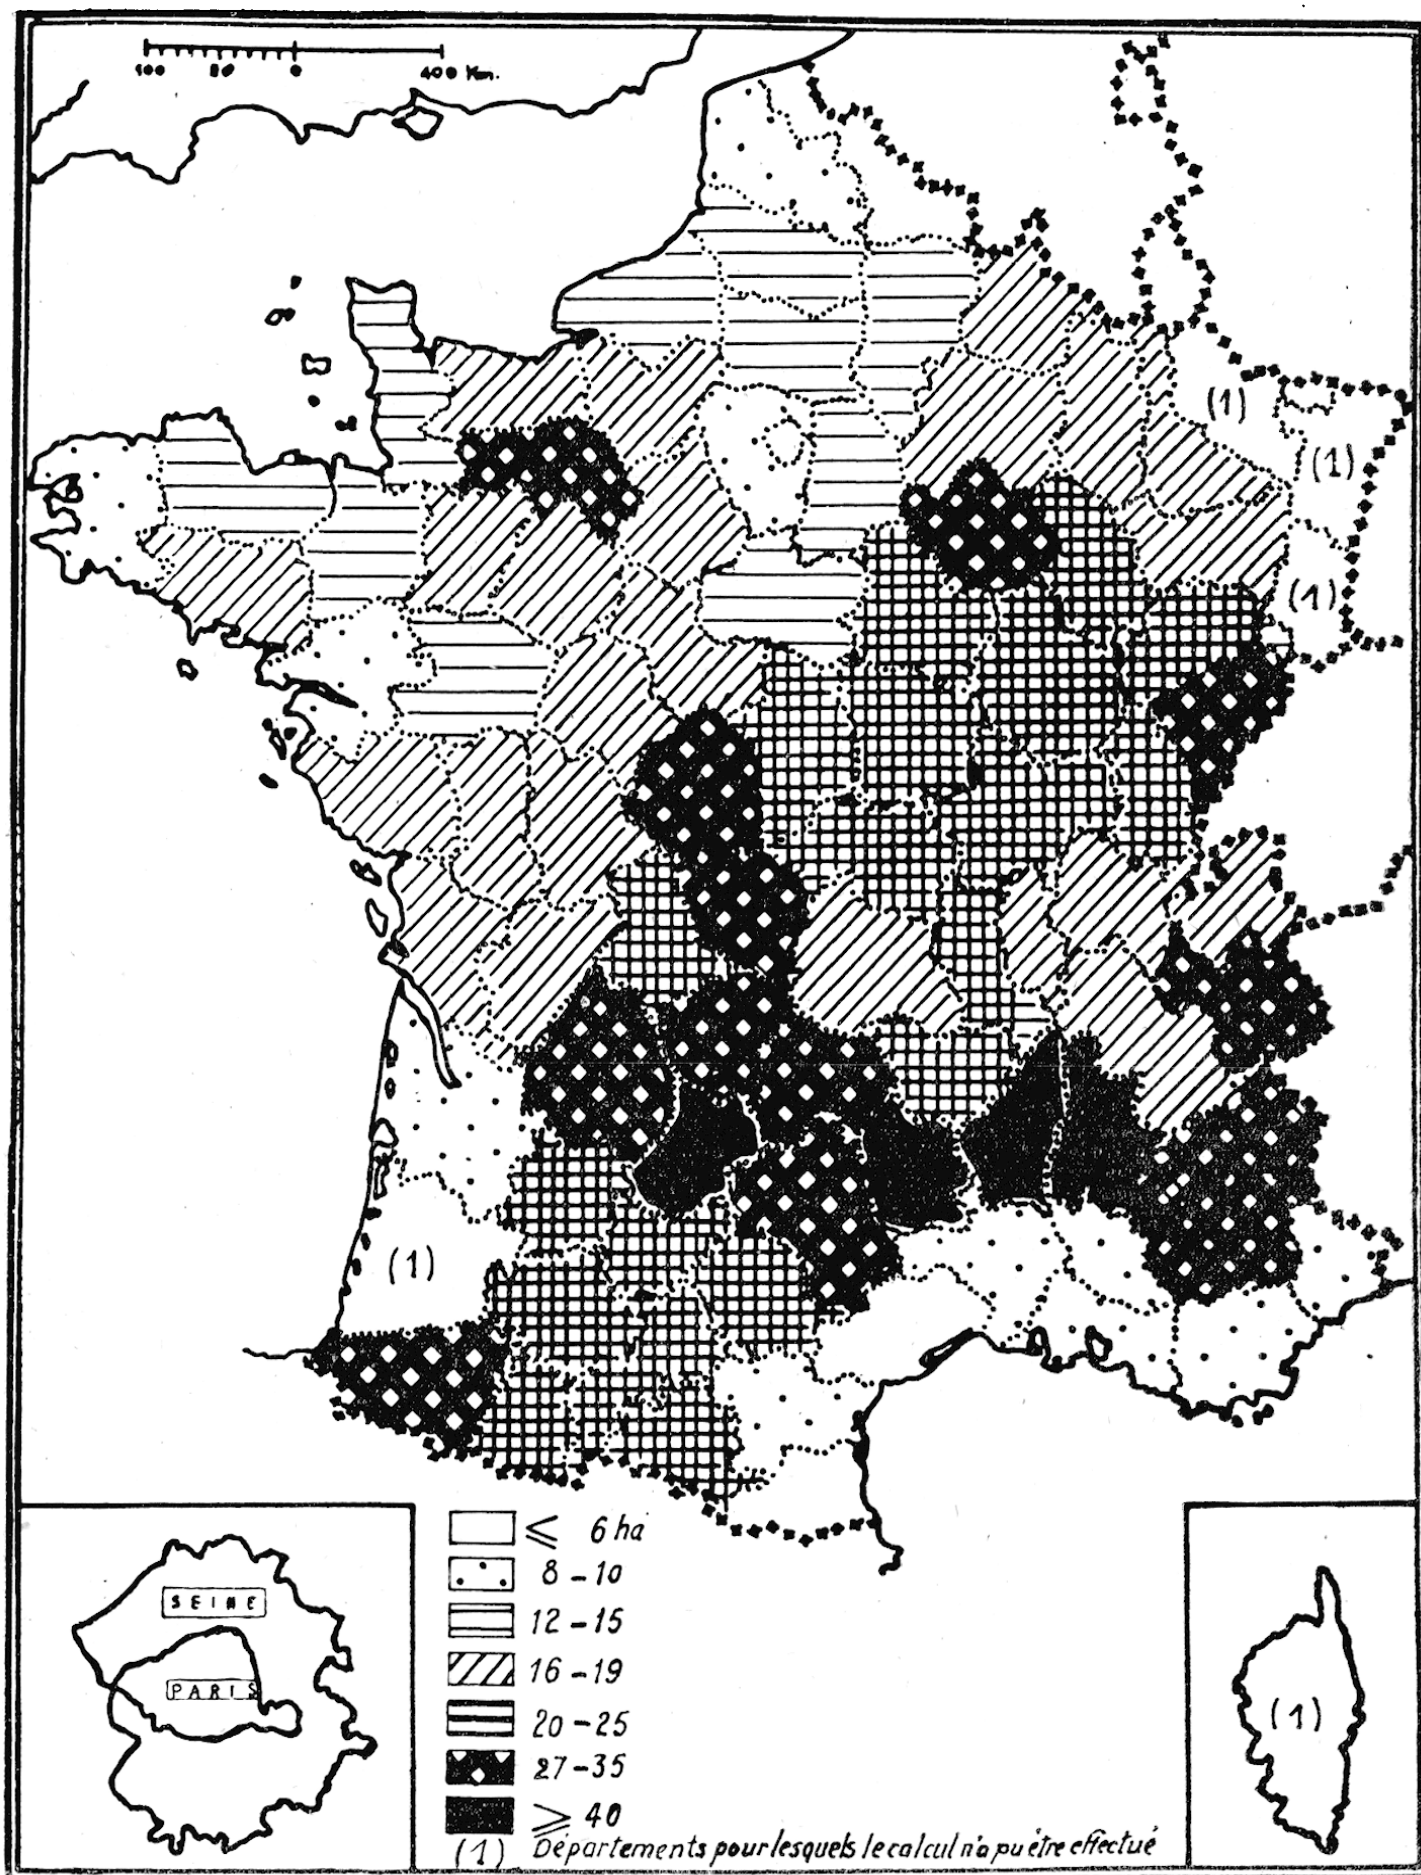 100 50 0 400 Km.
(1)
(1)
(1)
(1)
SEINE
PARIS
≤ 6 ha
8 - 10
12 - 15
16 - 19
20 - 25
27 - 35
≥ 40
(1) Départements pour lesquels le calcul n'a pu être effectué
(1)